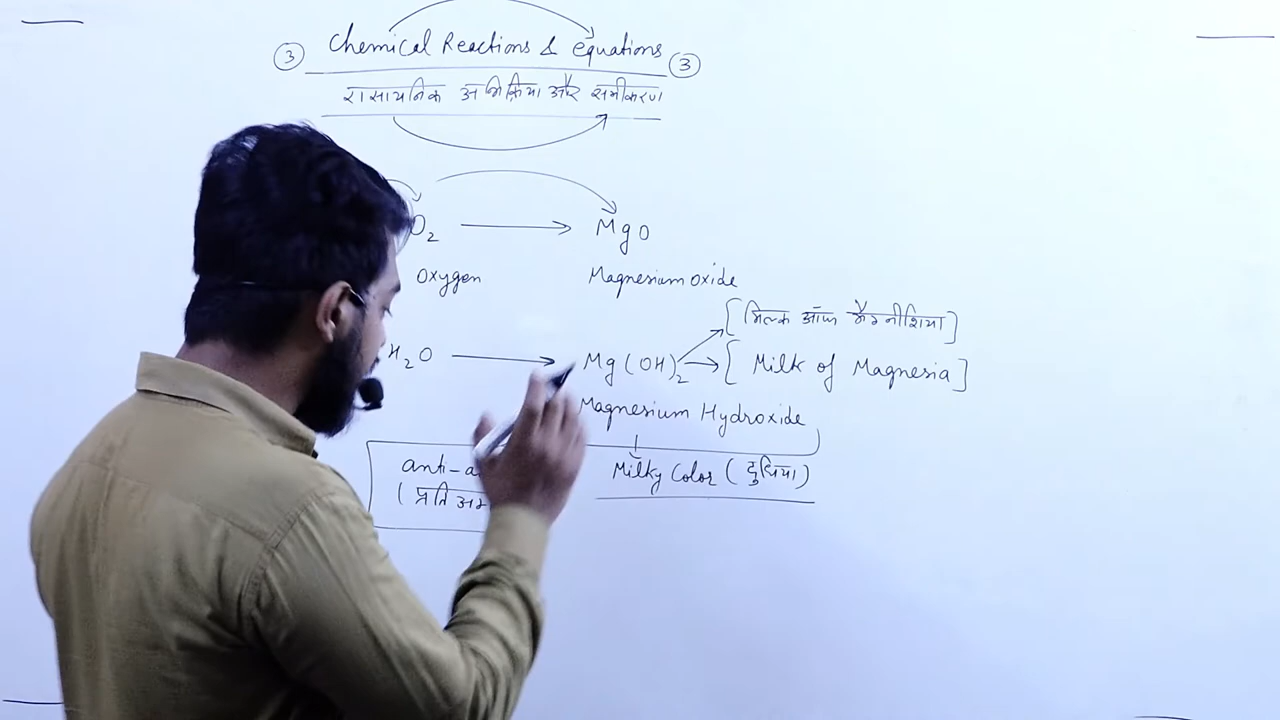 ③ Chemical Reactions & equations ③
रासायनिक अभिक्रिया और समीकरण
O₂ ⟶ MgO
Oxygen Magnesium oxide
[मिल्क ऑफ मैग्नीशिया]
H₂O ⟶ Mg(OH)₂ → [Milk of Magnesia]
Magnesium Hydroxide
anti-a Milky Color (दुधिया)
(प्रति अम